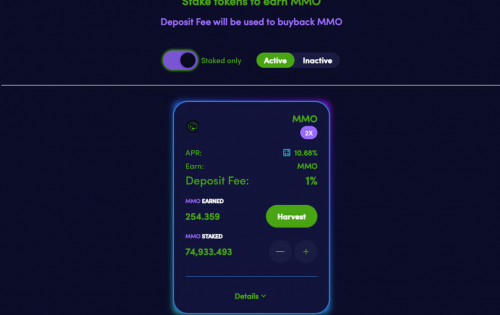 Stake tokens to earn MMO
Deposit Fee will be used to buyback MMO
Staked only
Active Inactive
MMO
2X
APR: 10.68%
Earn: MMO
Deposit Fee: 1%
MMO EARNED
254.359
Harvest
MMO STAKED
74,933.493
— +
Details